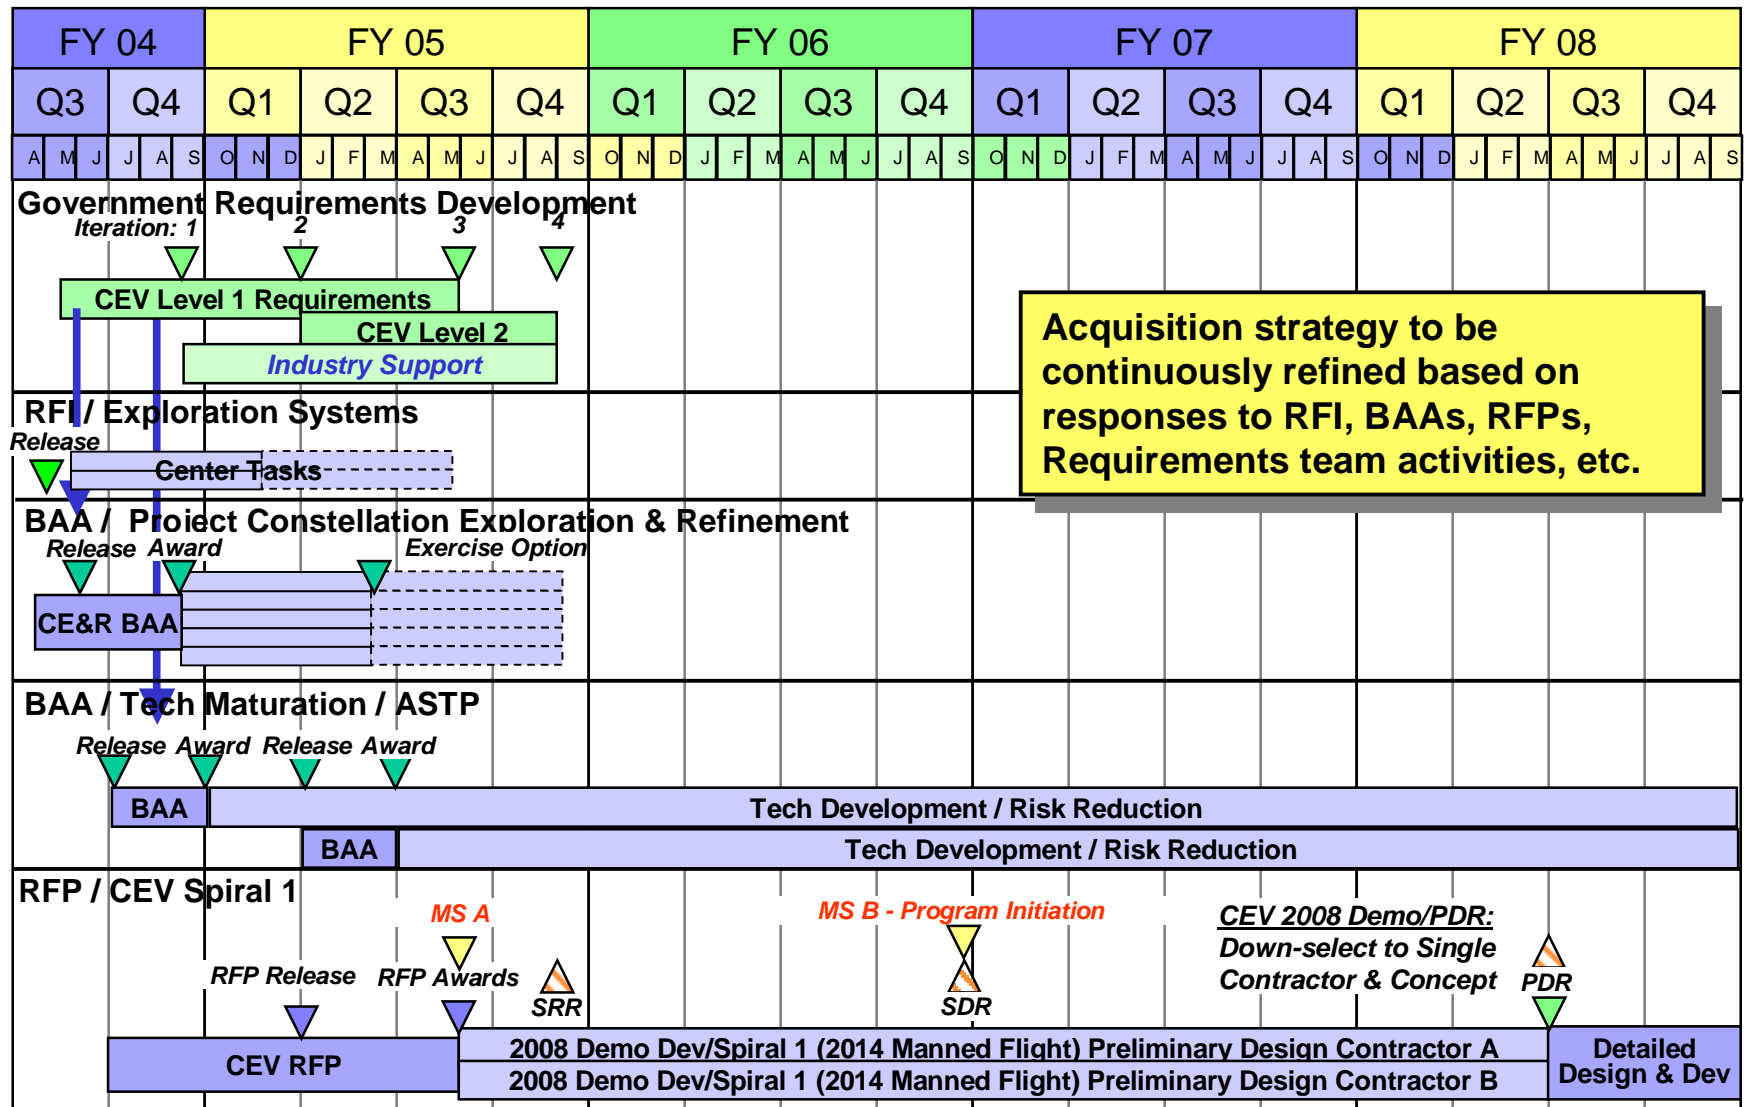 FY 04 FY 05 FY 06 FY 07 FY 08
Q3 Q4 Q1 Q2 Q3 Q4 Q1 Q2 Q3 Q4 Q1 Q2 Q3 Q4 Q1 Q2 Q3 Q4
A M J J A S O N D J F M A M J J A S O N D J F M A M J J A S O N D J F M A M J J A S O N D J F M A M J J A S
Government Requirements Development
Iteration: 1 2 3 4
CEV Level 1 Requirements
CEV Level 2
Industry Support
Acquisition strategy to be
continuously refined based on
responses to RFI, BAAs, RFPs,
Requirements team activities, etc.
RFI / Exploration Systems
Release
Center Tasks
BAA / Project Constellation Exploration & Refinement
Release Award Exercise Option
CE&R BAA
BAA / Tech Maturation / ASTP
Release Award Release Award
BAA Tech Development / Risk Reduction
BAA Tech Development / Risk Reduction
RFP / CEV Spiral 1
MS A
MS B - Program Initiation
CEV 2008 Demo/PDR:
Down-select to Single
Contractor & Concept
RFP Release RFP Awards
SRR
SDR
PDR
CEV RFP
2008 Demo Dev/Spiral 1 (2014 Manned Flight) Preliminary Design Contractor A
2008 Demo Dev/Spiral 1 (2014 Manned Flight) Preliminary Design Contractor B
Detailed
Design & Dev